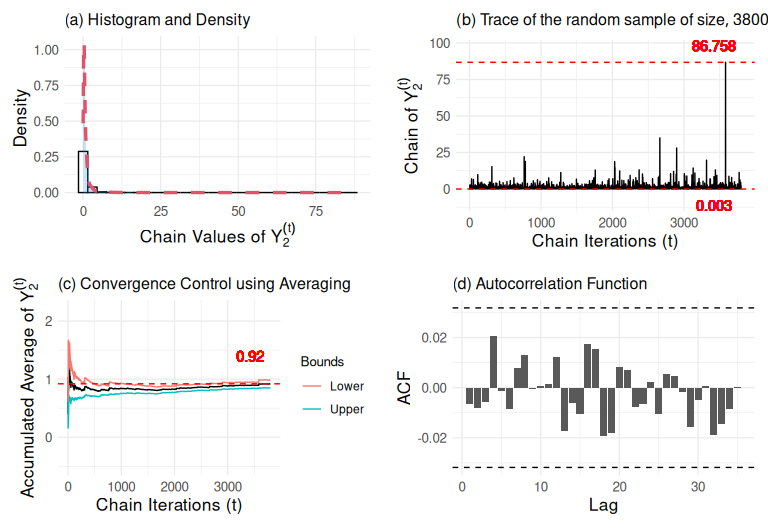 (a) Histogram and Density
Density
1.00
0.75
0.50
0.25
0.00
0 25 50 75
Chain Values of Y₂⁽ᵗ⁾
(b) Trace of the random sample of size, 3800
Chain of Y₂⁽ᵗ⁾
100
75
50
25
0
86.758
0.003
0 1000 2000 3000
Chain Iterations (t)
(c) Convergence Control using Averaging
Accumulated Average of Y₂⁽ᵗ⁾
2
1
0
0.92
0 1000 2000 3000
Chain Iterations (t)
Bounds
Lower
Upper
(d) Autocorrelation Function
ACF
0.02
0.00
-0.02
0 10 20 30
Lag